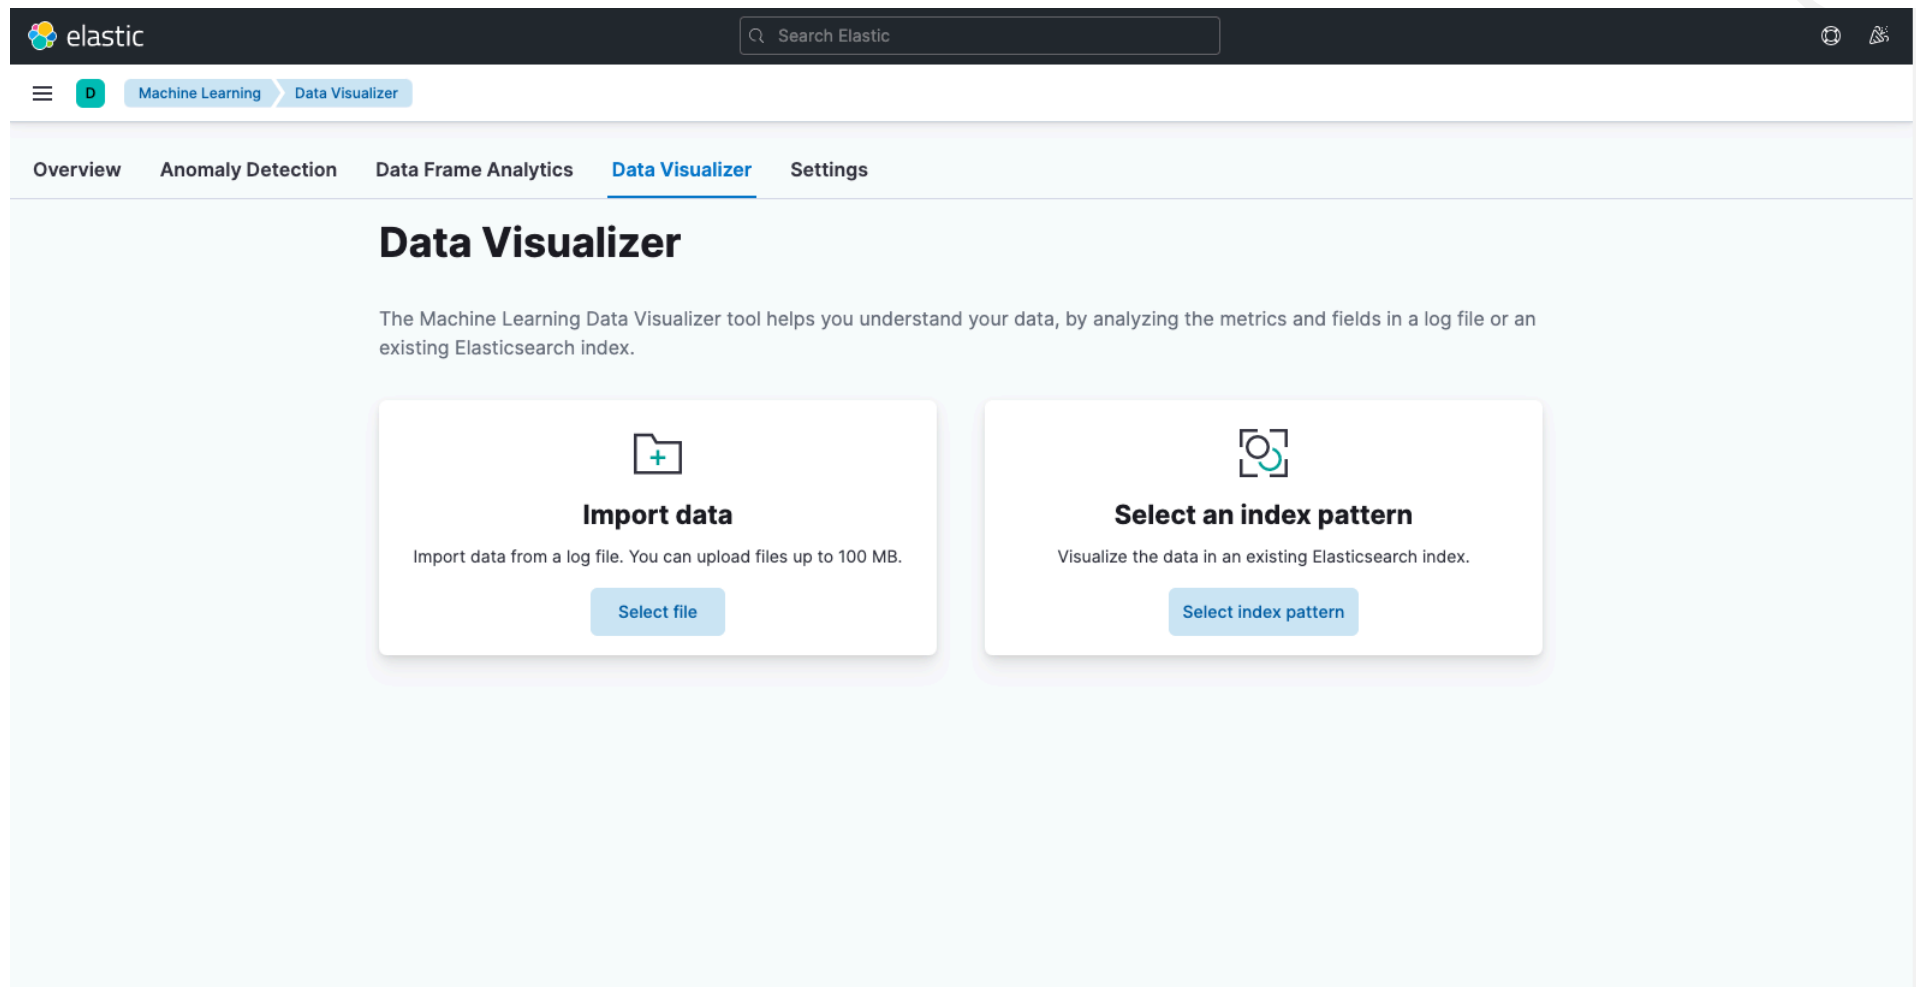 elastic
Search Elastic
D
Machine Learning
Data Visualizer
Overview
Anomaly Detection
Data Frame Analytics
Data Visualizer
Settings
Data Visualizer
The Machine Learning Data Visualizer tool helps you understand your data, by analyzing the metrics and fields in a log file or an
existing Elasticsearch index.
Import data
Import data from a log file. You can upload files up to 100 MB.
Select file
Select an index pattern
Visualize the data in an existing Elasticsearch index.
Select index pattern